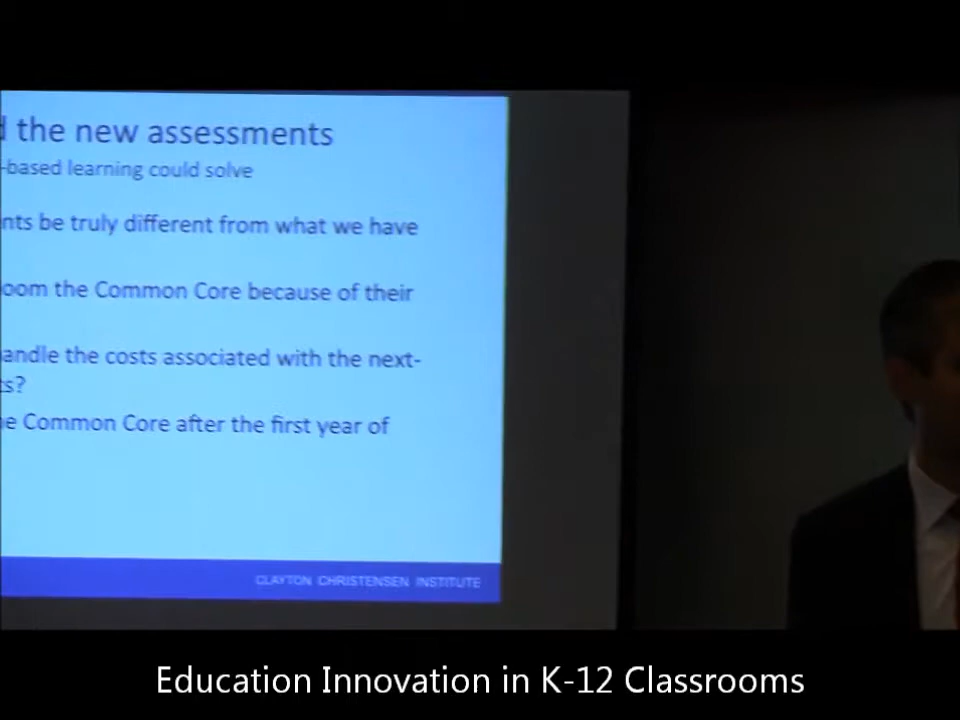 the new assessments
-based learning could solve
nts be truly different from what we have
oom the Common Core because of their
andle the costs associated with the next-
ts?
e Common Core after the first year of
CLAYTON CHRISTENSEN INSTITUTE
Education Innovation in K-12 Classrooms